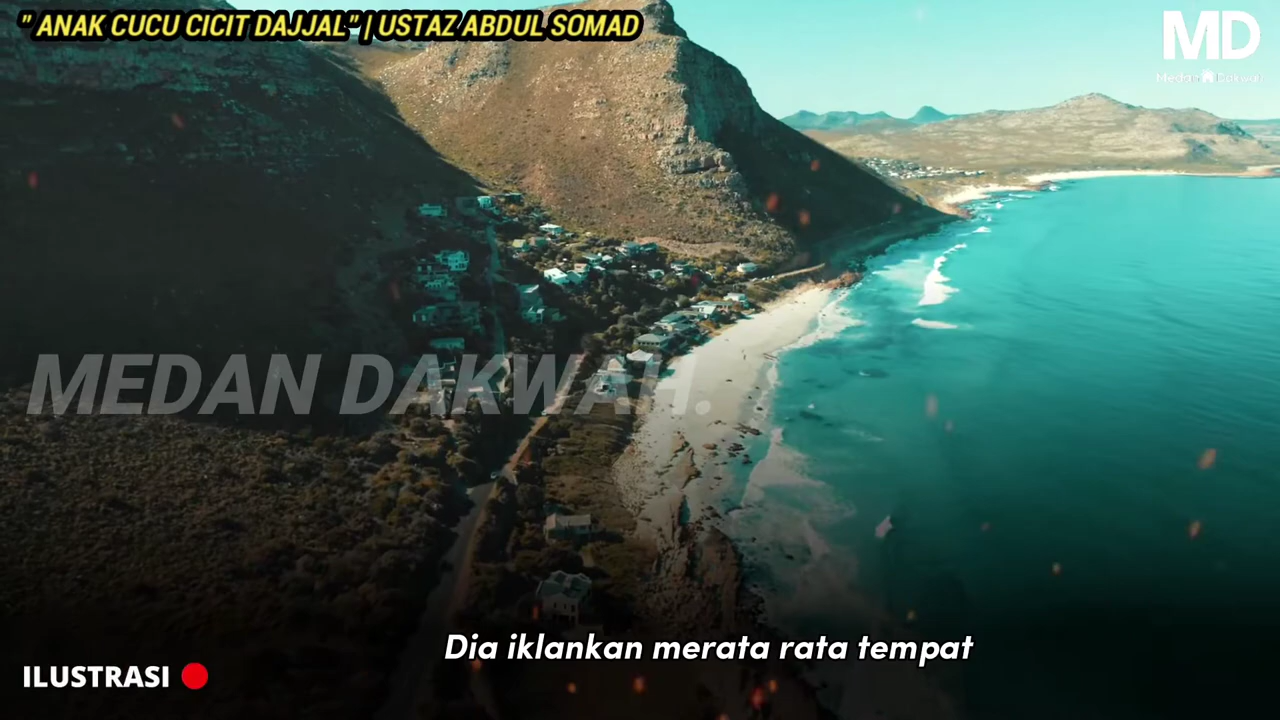 " ANAK CUCU CICIT DAJJAL" | USTAZ ABDUL SOMAD
MD
Medan Dakwah
MEDAN DAKWAH.
Dia iklankan merata rata tempat
ILUSTRASI